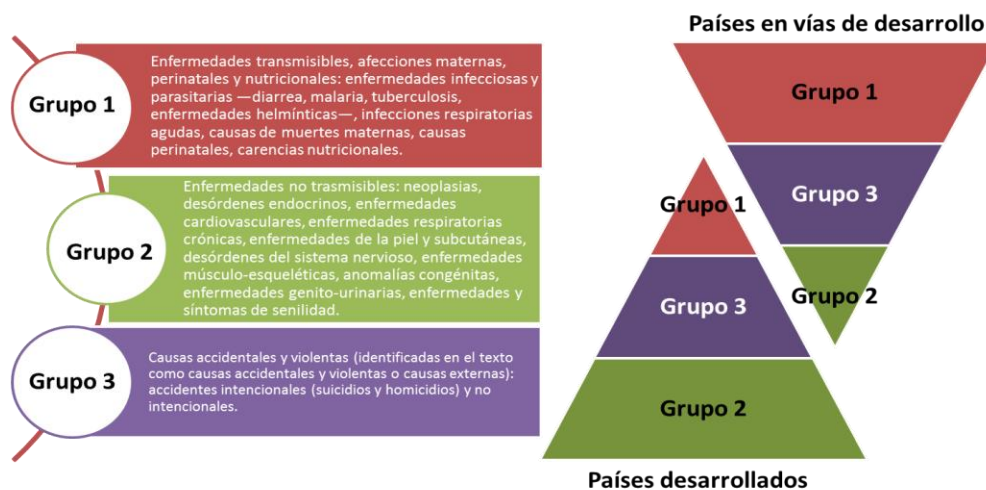 Grupo 1
Enfermedades transmisibles, afecciones maternas,
perinatales y nutricionales: enfermedades infecciosas y
parasitarias —diarrea, malaria, tuberculosis,
enfermedades helmínticas—, infecciones respiratorias
agudas, causas de muertes maternas, causas
perinatales, carencias nutricionales.
Grupo 2
Enfermedades no trasmisibles: neoplasias,
desórdenes endocrinos, enfermedades
cardiovasculares, enfermedades respiratorias
crónicas, enfermedades de la piel y subcutáneas,
desórdenes del sistema nervioso, enfermedades
músculo-esqueléticas, anomalías congénitas,
enfermedades genito-urinarias, enfermedades y
síntomas de senilidad.
Grupo 3
Causas accidentales y violentas (identificadas en el texto
como causas accidentales y violentas o causas externas):
accidentes intencionales (suicidios y homicidios) y no
intencionales.
Países en vías de desarrollo
Grupo 1
Grupo 3
Grupo 2
Grupo 1
Grupo 3
Grupo 2
Países desarrollados